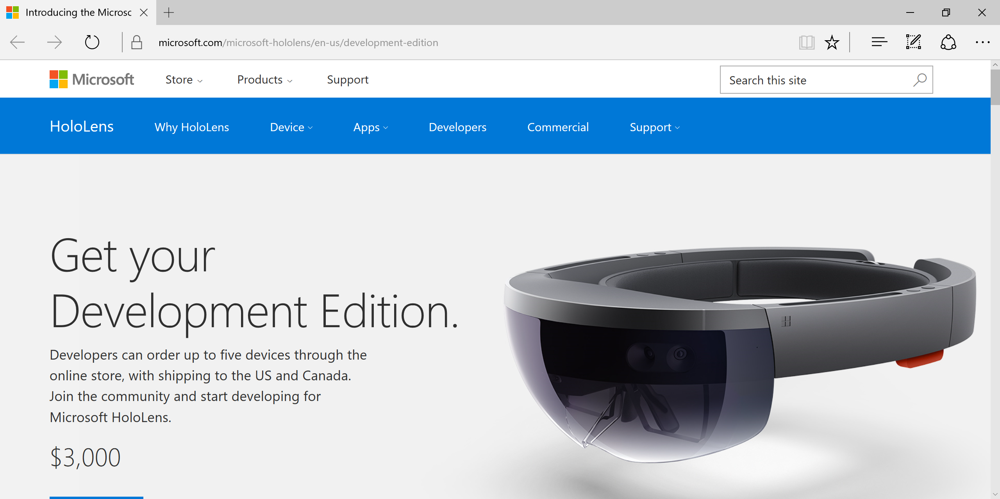 Introducing the Microsc
microsoft.com/microsoft-hololens/en-us/development-edition
Microsoft Store Products Support Search this site
HoloLens Why HoloLens Device Apps Developers Commercial Support
Get your
Development Edition.
Developers can order up to five devices through the
online store, with shipping to the US and Canada.
Join the community and start developing for
Microsoft HoloLens.
$3,000